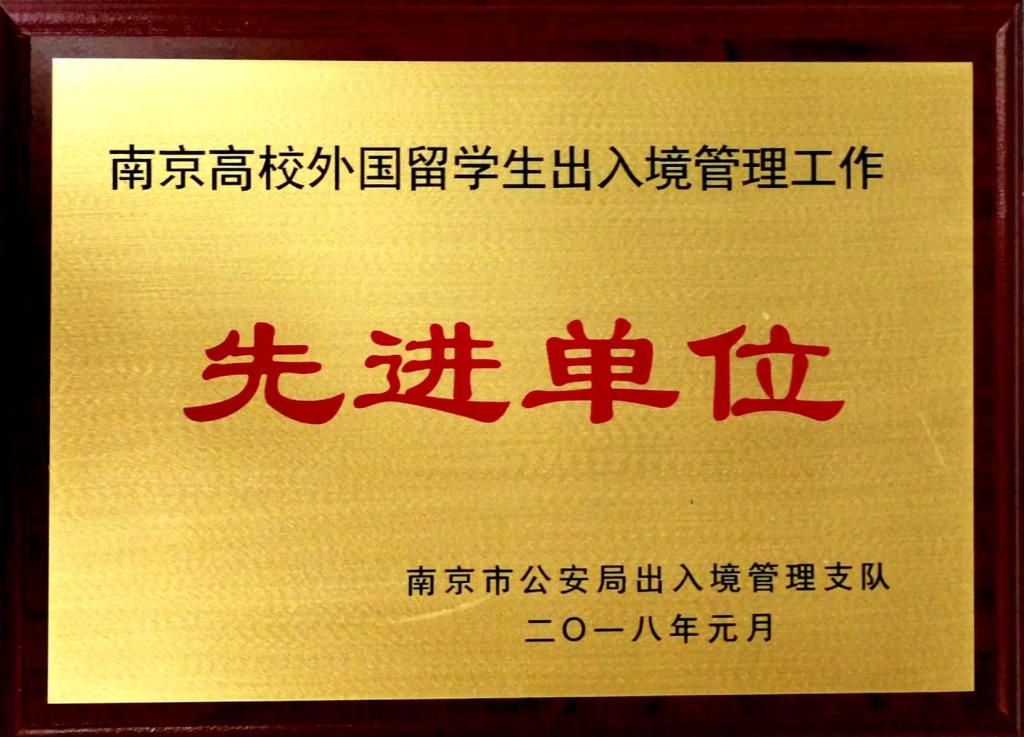 南京高校外国留学生出入境管理工作
先进单位
南京市公安局出入境管理支队
二〇一八年元月